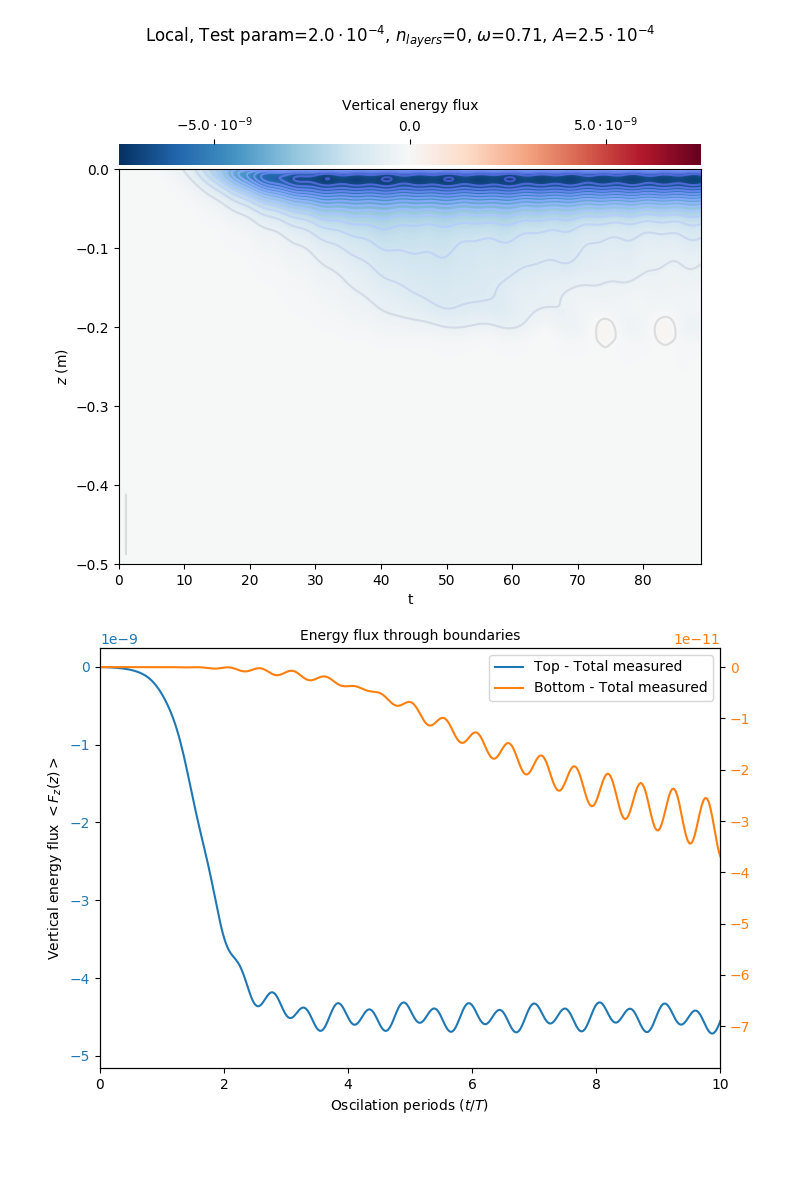 Local, Test param=2.0 · 10⁻⁴, n_layers=0, ω=0.71, A=2.5 · 10⁻⁴
Vertical energy flux
−5.0 · 10⁻⁹ 0.0 5.0 · 10⁻⁹
0.0
−0.1
−0.2
−0.3
−0.4
−0.5
z (m)
0 10 20 30 40 50 60 70 80
t
Energy flux through boundaries
1e−9
1e−11
Top - Total measured
Bottom - Total measured
0
−1
−2
−3
−4
−5
Vertical energy flux < F_z(z) >
0
−1
−2
−3
−4
−5
−6
−7
0 2 4 6 8 10
Oscilation periods (t/T)